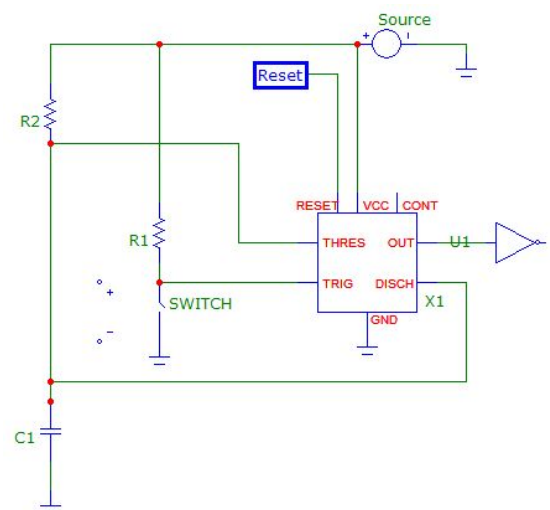 Source
+ -
Reset
R2
RESET VCC CONT
R1
THRES OUT U1
TRIG DISCH
SWITCH
X1
+
GND
-
C1